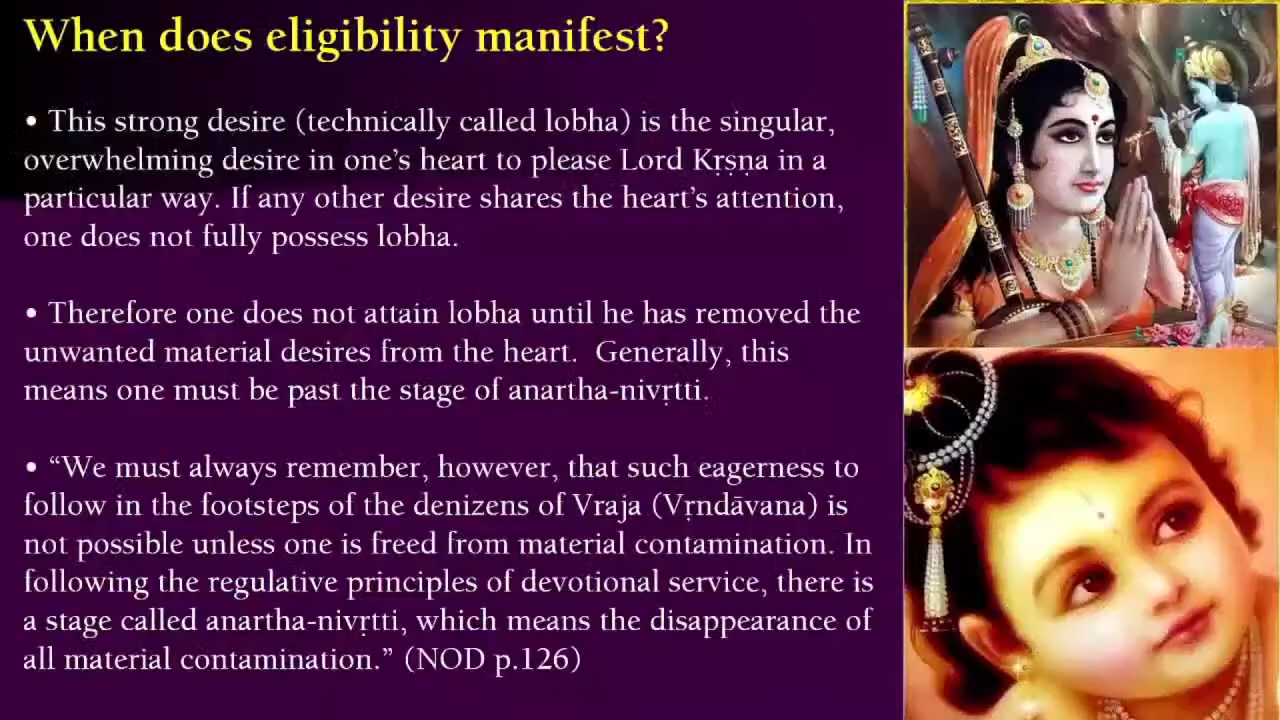 When does eligibility manifest?
• This strong desire (technically called lobha) is the singular,
overwhelming desire in one's heart to please Lord Kṛṣṇa in a
particular way. If any other desire shares the heart's attention,
one does not fully possess lobha.
• Therefore one does not attain lobha until he has removed the
unwanted material desires from the heart.  Generally, this
means one must be past the stage of anartha-nivṛtti.
• “We must always remember, however, that such eagerness to
follow in the footsteps of the denizens of Vraja (Vṛndāvana) is
not possible unless one is freed from material contamination. In
following the regulative principles of devotional service, there is
a stage called anartha-nivṛtti, which means the disappearance of
all material contamination.” (NOD p.126)